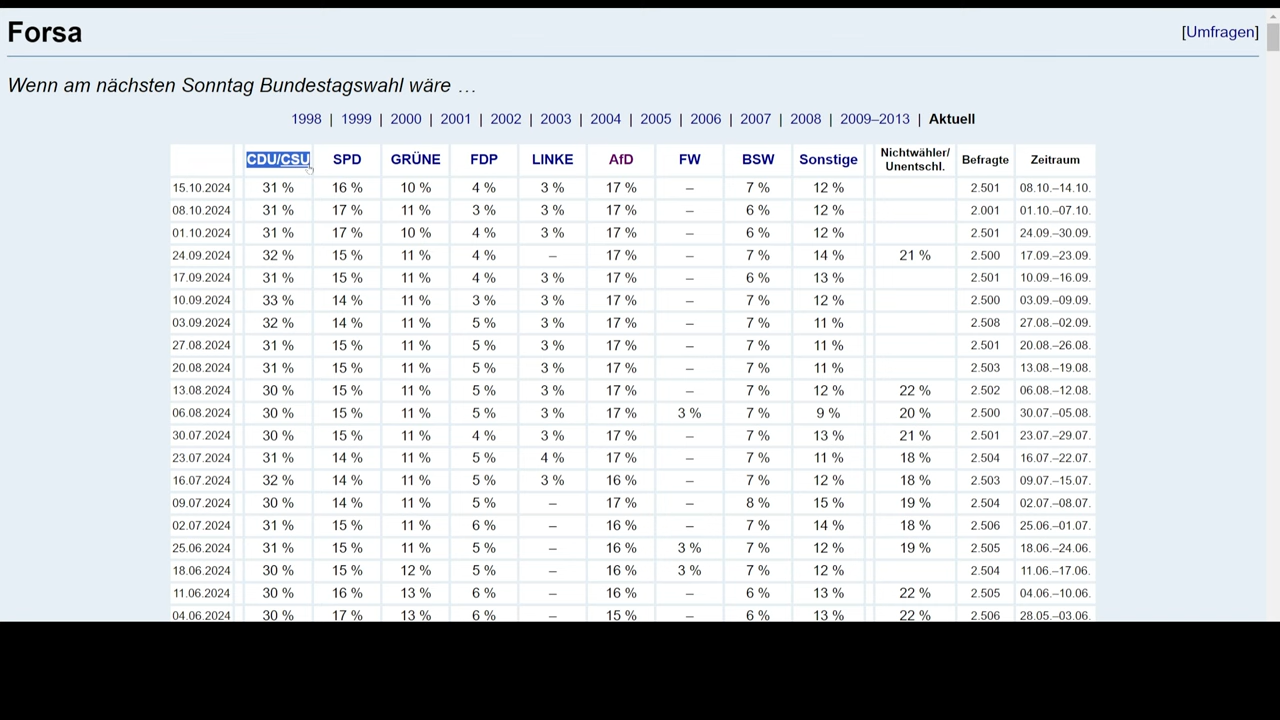 Forsa
[Umfragen]
Wenn am nächsten Sonntag Bundestagswahl wäre …
1998 | 1999 | 2000 | 2001 | 2002 | 2003 | 2004 | 2005 | 2006 | 2007 | 2008 | 2009–2013 | Aktuell
CDU/CSU SPD GRÜNE FDP LINKE AfD FW BSW Sonstige Nichtwähler/ Unentschl. Befragte Zeitraum
15.10.2024 31 % 16 % 10 % 4 % 3 % 17 % – 7 % 12 % 2.501 08.10.–14.10.
08.10.2024 31 % 17 % 11 % 3 % 3 % 17 % – 6 % 12 % 2.001 01.10.–07.10.
01.10.2024 31 % 17 % 10 % 4 % 3 % 17 % – 6 % 12 % 2.501 24.09.–30.09.
24.09.2024 32 % 15 % 11 % 4 % – 17 % – 7 % 14 % 21 % 2.500 17.09.–23.09.
17.09.2024 31 % 15 % 11 % 4 % 3 % 17 % – 6 % 13 % 2.501 10.09.–16.09.
10.09.2024 33 % 14 % 11 % 3 % 3 % 17 % – 7 % 12 % 2.500 03.09.–09.09.
03.09.2024 32 % 14 % 11 % 5 % 3 % 17 % – 7 % 11 % 2.508 27.08.–02.09.
27.08.2024 31 % 15 % 11 % 5 % 3 % 17 % – 7 % 11 % 2.501 20.08.–26.08.
20.08.2024 31 % 15 % 11 % 5 % 3 % 17 % – 7 % 11 % 2.503 13.08.–19.08.
13.08.2024 30 % 15 % 11 % 5 % 3 % 17 % – 7 % 12 % 22 % 2.502 06.08.–12.08.
06.08.2024 30 % 15 % 11 % 5 % 3 % 17 % 3 % 7 % 9 % 20 % 2.500 30.07.–05.08.
30.07.2024 30 % 15 % 11 % 4 % 3 % 17 % – 7 % 13 % 21 % 2.501 23.07.–29.07.
23.07.2024 31 % 14 % 11 % 5 % 4 % 17 % – 7 % 11 % 18 % 2.504 16.07.–22.07.
16.07.2024 32 % 14 % 11 % 5 % 3 % 16 % – 7 % 12 % 18 % 2.503 09.07.–15.07.
09.07.2024 30 % 14 % 11 % 5 % – 17 % – 8 % 15 % 19 % 2.504 02.07.–08.07.
02.07.2024 31 % 15 % 11 % 6 % – 16 % – 7 % 14 % 18 % 2.506 25.06.–01.07.
25.06.2024 31 % 15 % 11 % 5 % – 16 % 3 % 7 % 12 % 19 % 2.505 18.06.–24.06.
18.06.2024 30 % 15 % 12 % 5 % – 16 % 3 % 7 % 12 % 2.504 11.06.–17.06.
11.06.2024 30 % 16 % 13 % 6 % – 16 % – 6 % 13 % 22 % 2.505 04.06.–10.06.
04.06.2024 30 % 17 % 13 % 6 % – 15 % – 6 % 13 % 22 % 2.506 28.05.–03.06.